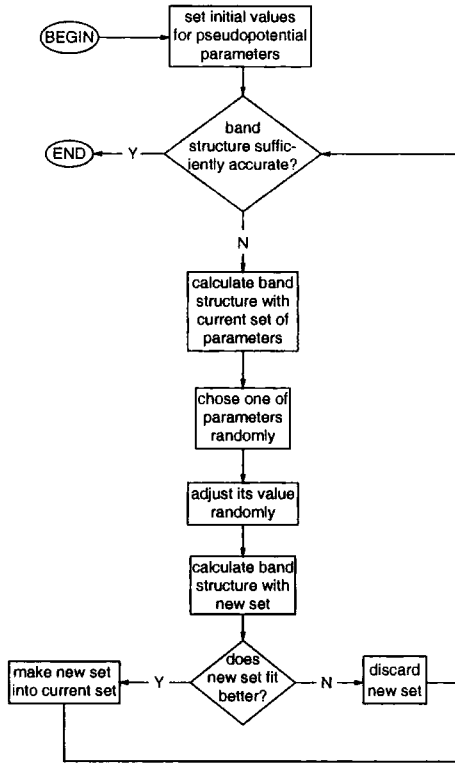 set initial values
for pseudopotential
parameters
BEGIN
band
structure suffic-
iently accurate?
Y
END
N
calculate band
structure with
current set of
parameters
chose one of
parameters
randomly
adjust its value
randomly
calculate band
structure with
new set
does
new set fit
better?
Y
make new set
into current set
N
discard
new set